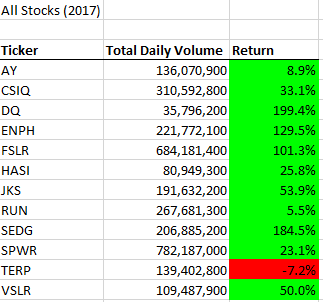 All Stocks (2017)
Ticker Total Daily Volume Return
AY 136,070,900 8.9%
CSIQ 310,592,800 33.1%
DQ 35,796,200 199.4%
ENPH 221,772,100 129.5%
FSLR 684,181,400 101.3%
HASI 80,949,300 25.8%
JKS 191,632,200 53.9%
RUN 267,681,300 5.5%
SEDG 206,885,200 184.5%
SPWR 782,187,000 23.1%
TERP 139,402,800 -7.2%
VSLR 109,487,900 50.0%